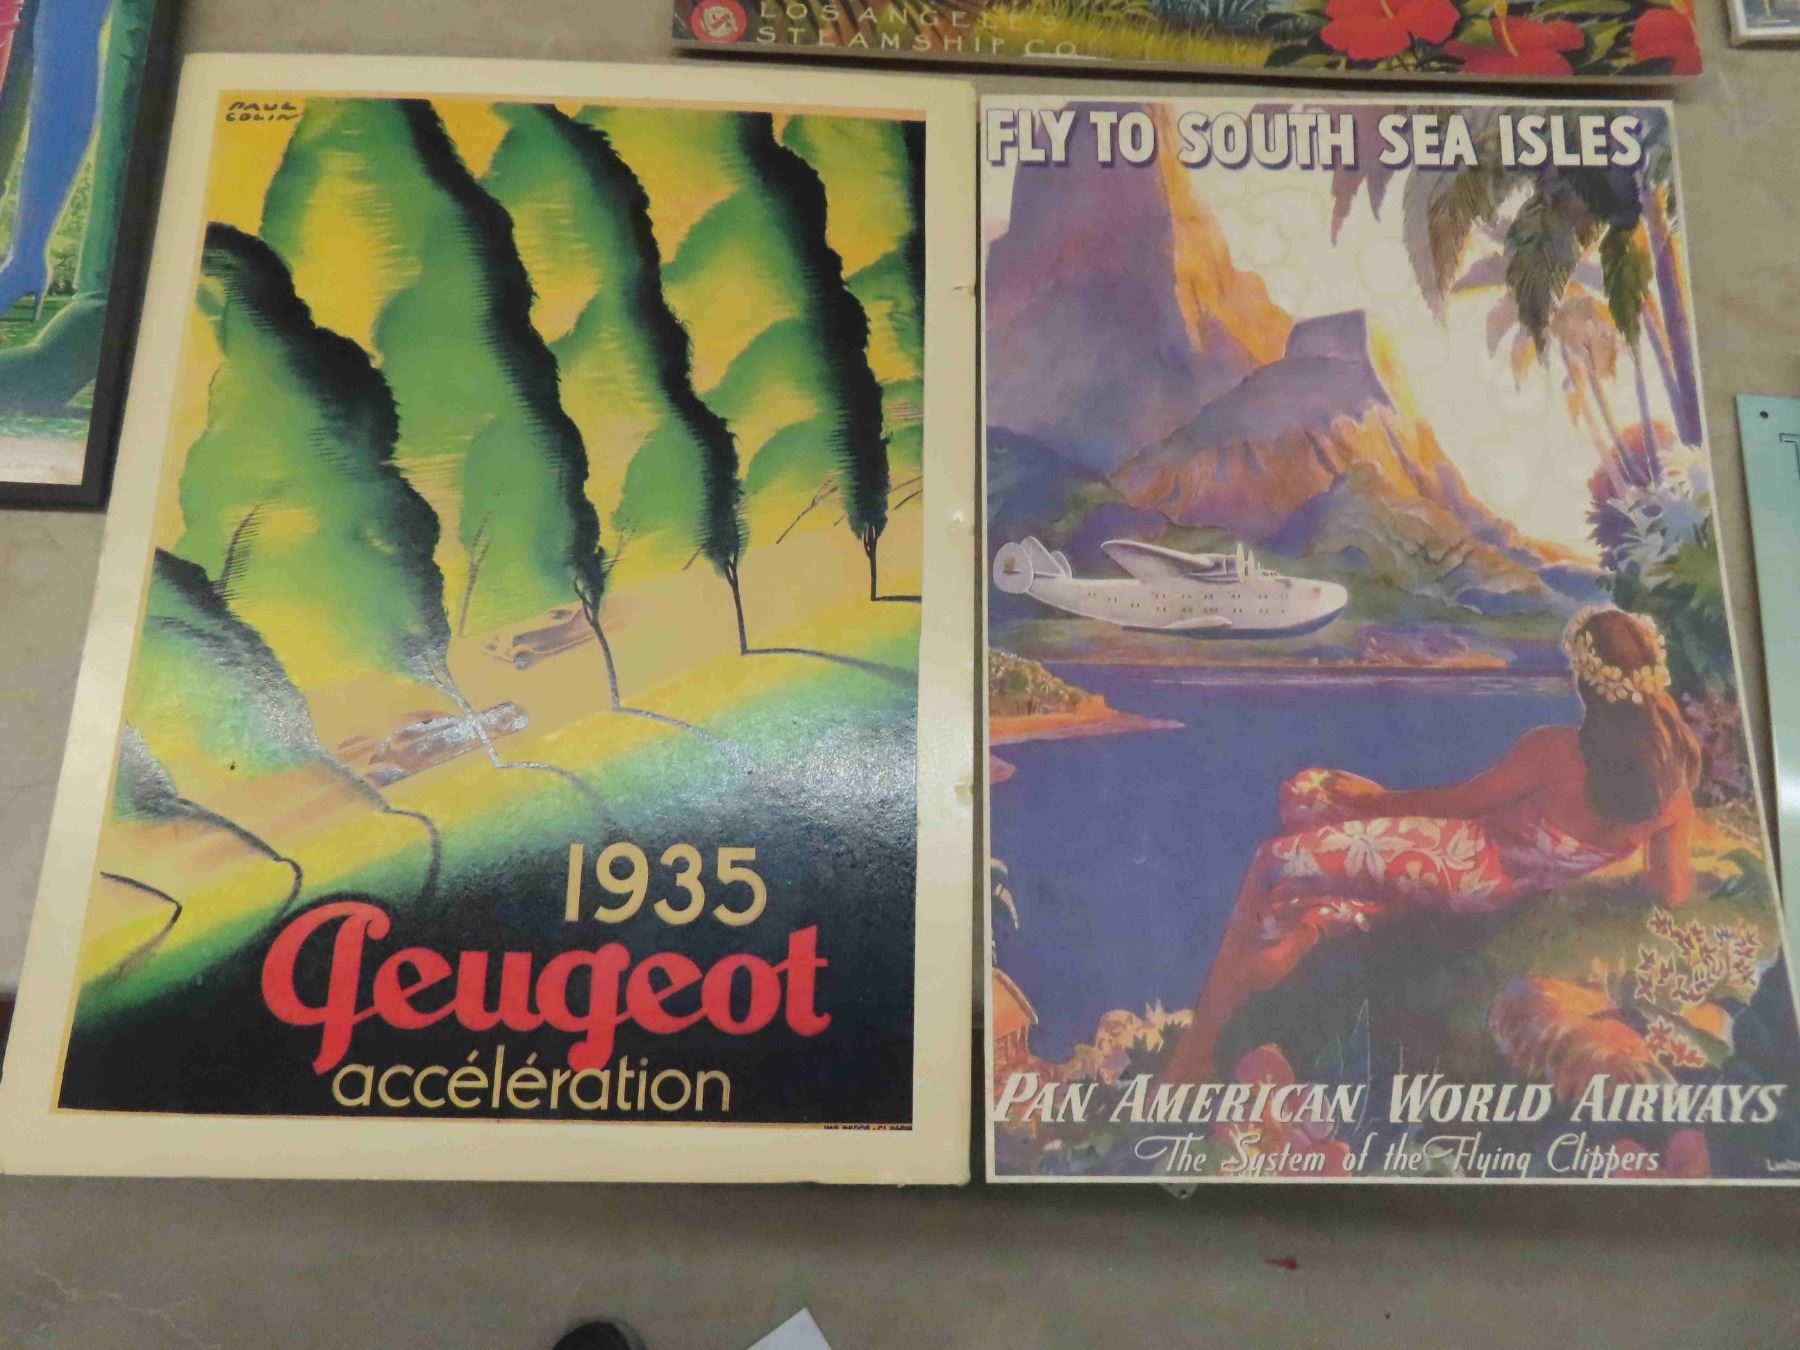 LOS ANGELES
STEAMSHIP CO
PAUL
COLIN
1935
Peugeot
accélération
FLY TO SOUTH SEA ISLES
PAN AMERICAN WORLD AIRWAYS
The System of the Flying Clippers